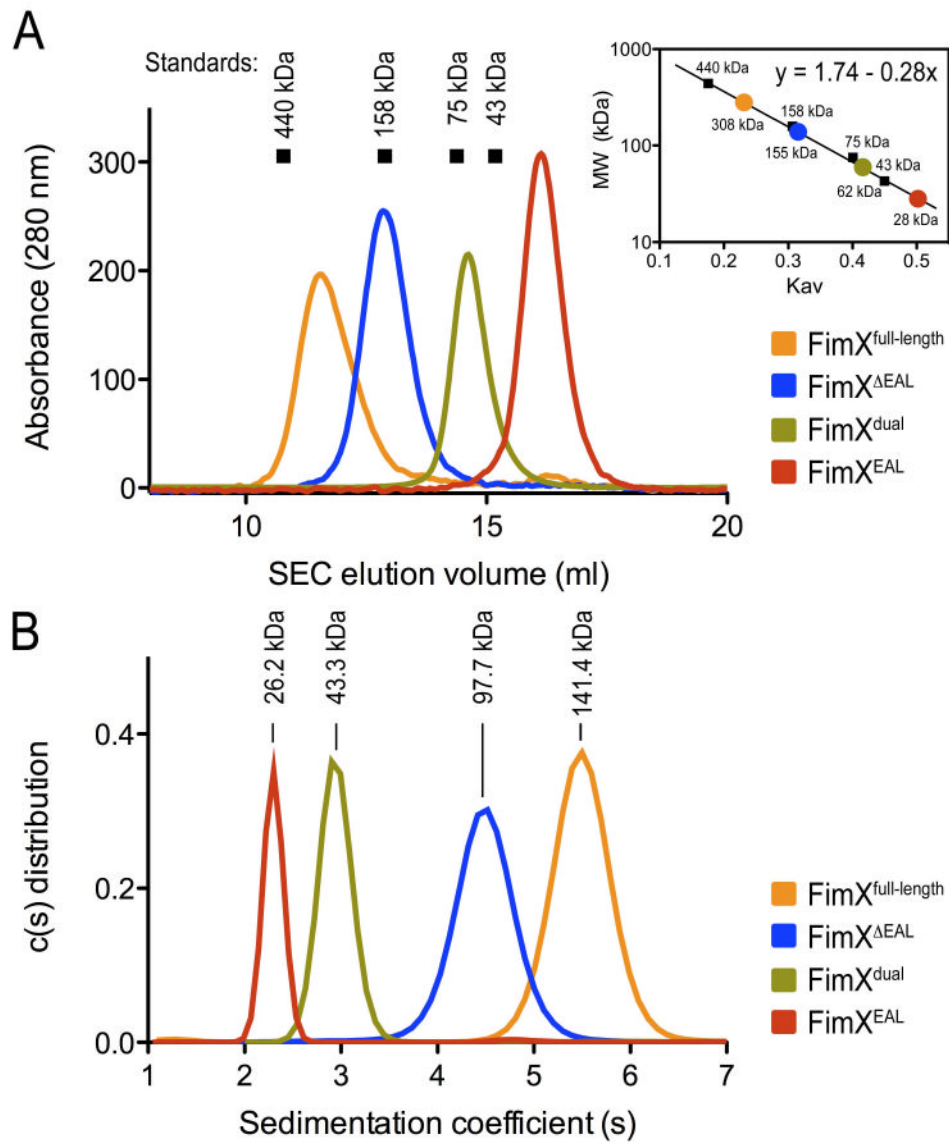 A
Standards:
440 kDa
158 kDa
75 kDa
43 kDa
Absorbance (280 nm)
300
200
100
0
10
15
20
SEC elution volume (ml)
1000
100
10
MW (kDa)
440 kDa
y = 1.74 - 0.28x
308 kDa
158 kDa
155 kDa
75 kDa
43 kDa
62 kDa
28 kDa
0.1
0.2
0.3
0.4
0.5
Kav
FimX^full-length
FimX^ΔEAL
FimX^dual
FimX^EAL
B
26.2 kDa
43.3 kDa
97.7 kDa
141.4 kDa
c(s) distribution
0.4
0.2
0.0
1
2
3
4
5
6
7
Sedimentation coefficient (s)
FimX^full-length
FimX^ΔEAL
FimX^dual
FimX^EAL